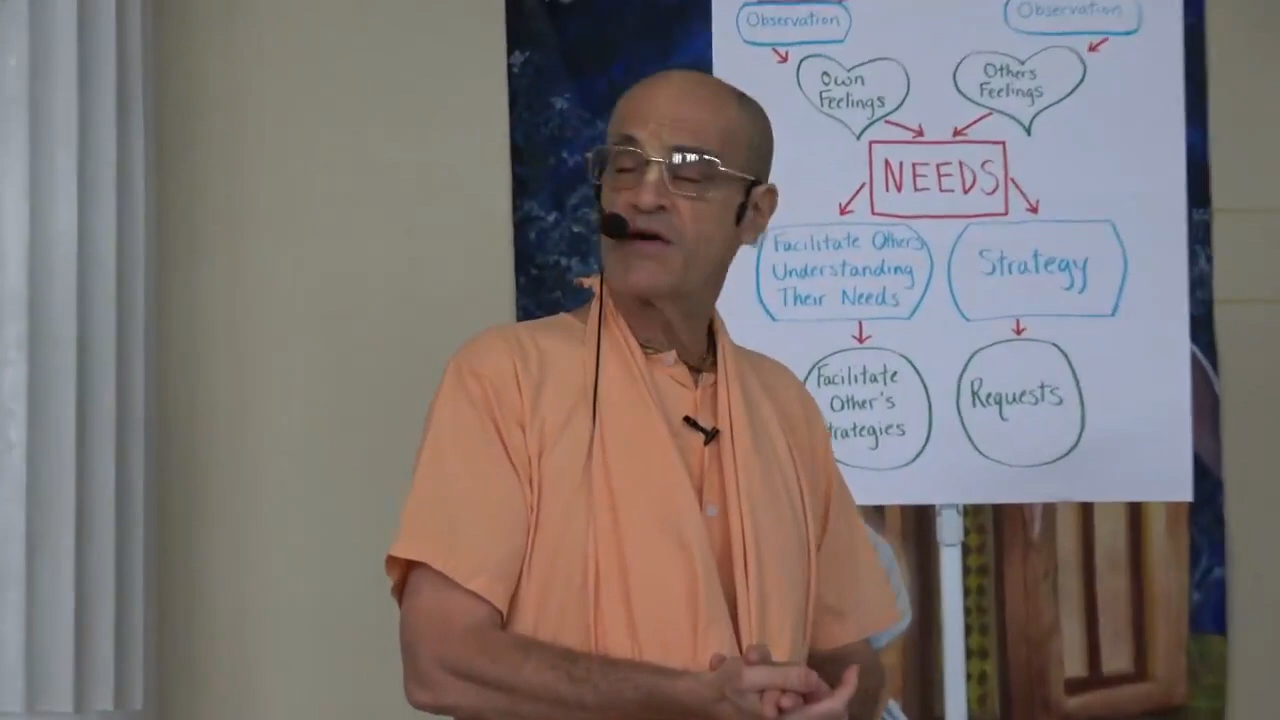 Observation
Observation
Own
Feelings
Others
Feelings
NEEDS
Facilitate Others
Understanding
Their Needs
Strategy
Facilitate
Other's
Requests